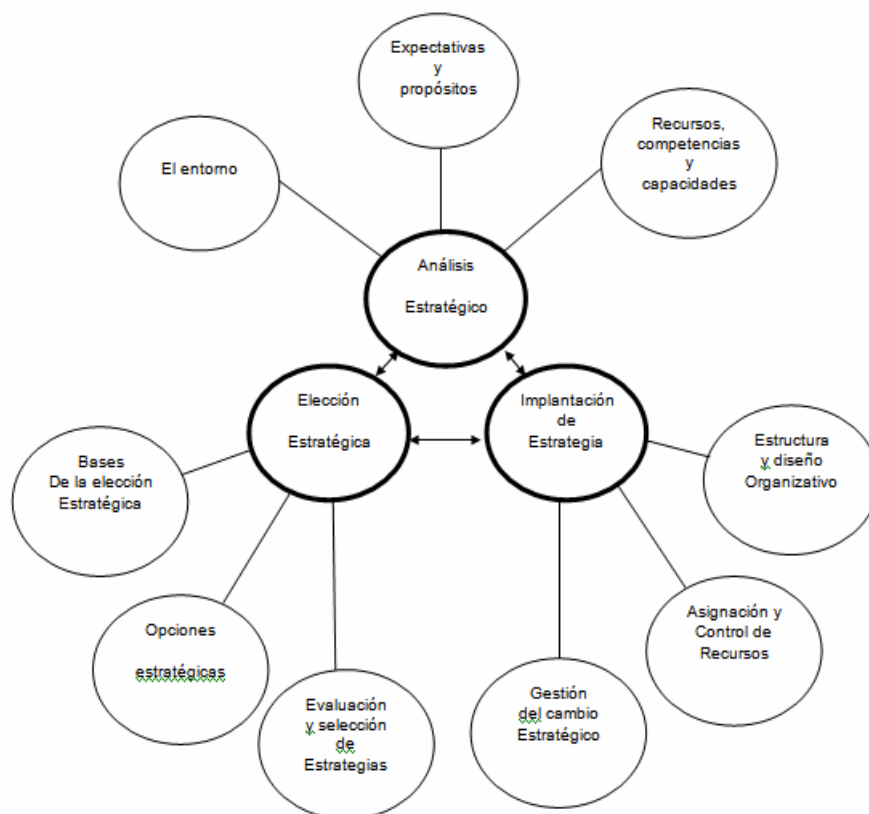 Expectativas
y
propósitos
El entorno
Recursos,
competencias
y
capacidades
Análisis
Estratégico
Elección
Estratégica
Implantación
de
Estrategia
Bases
De la elección
Estratégica
Estructura
y diseño
Organizativo
Opciones
estratégicas
Asignación y
Control de
Recursos
Evaluación
y selección
de
Estrategias
Gestión
del cambio
Estratégico